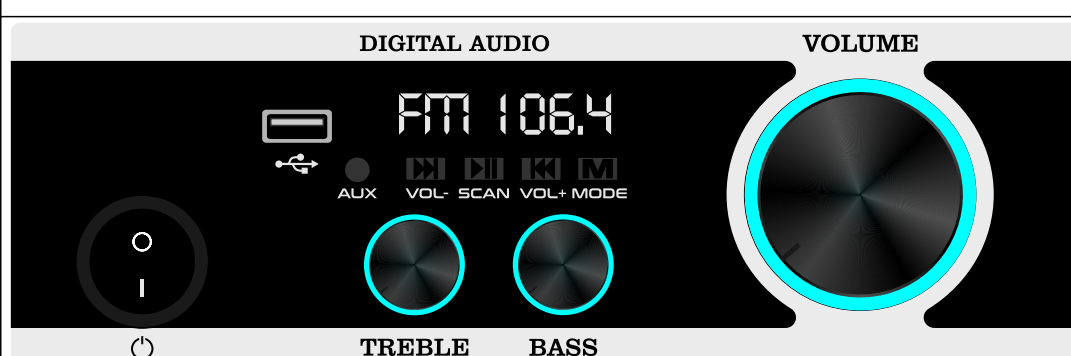 DIGITAL AUDIO
VOLUME
FM 106.4
M
AUX VOL- SCAN VOL+ MODE
TREBLE BASS